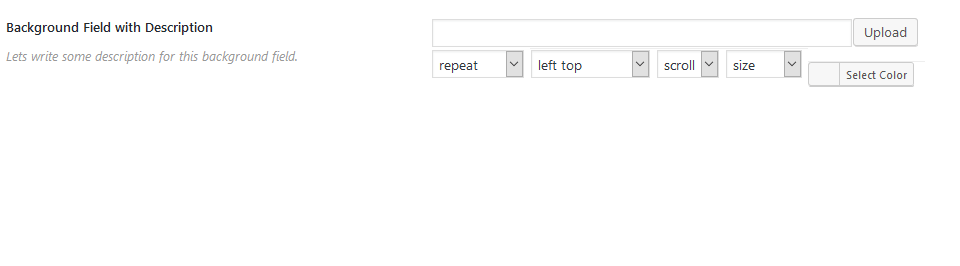 Background Field with Description
Upload
Lets write some description for this background field.
repeat left top scroll size Select Color